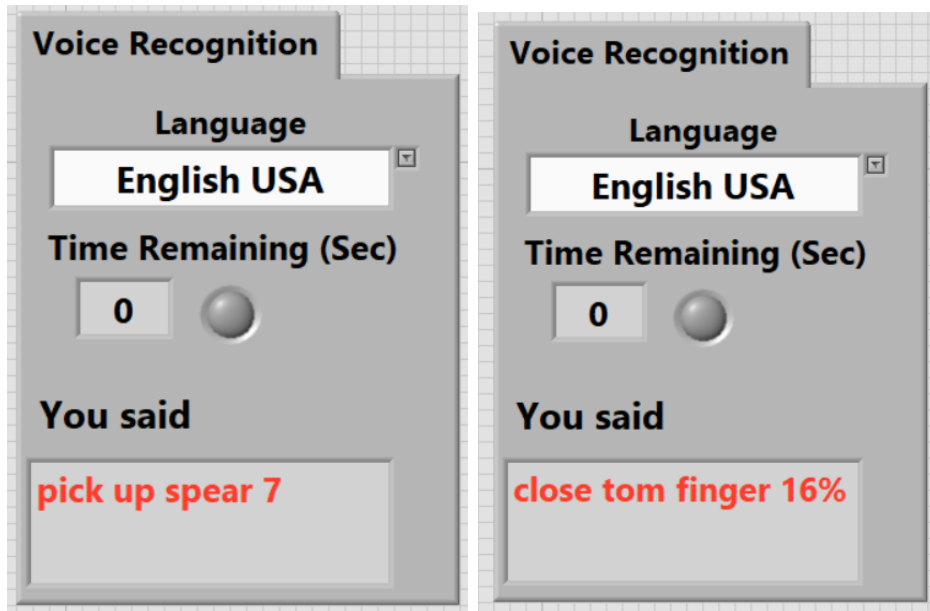 Voice Recognition
Language
English USA
Time Remaining (Sec)
0
You said
pick up spear 7
Voice Recognition
Language
English USA
Time Remaining (Sec)
0
You said
close tom finger 16%